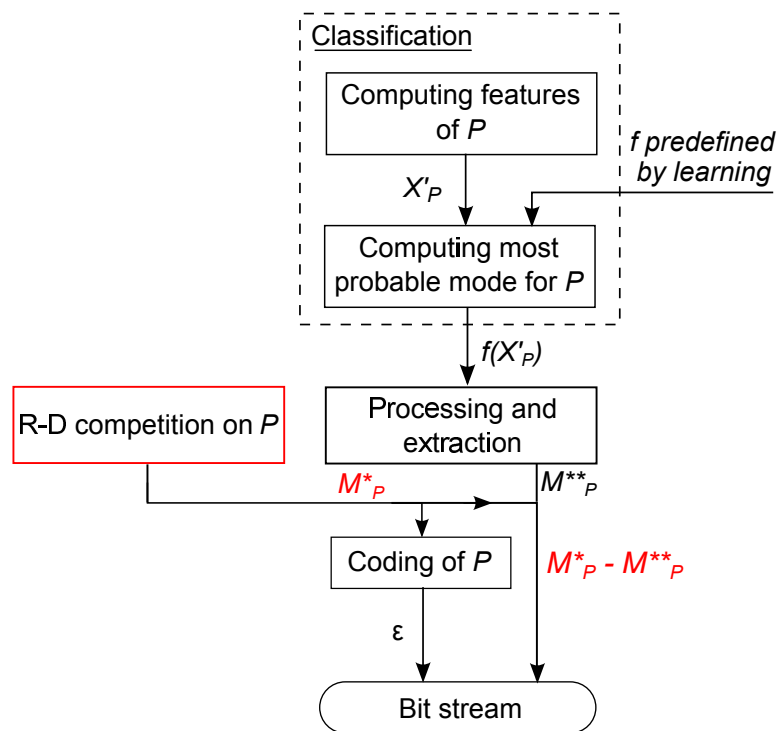 Classification
Computing features
of P
f predefined
by learning
X'P
Computing most
probable mode for P
f(X'P)
R-D competition on P
Processing and
extraction
M*P
M**P
Coding of P
M*P - M**P
ε
Bit stream